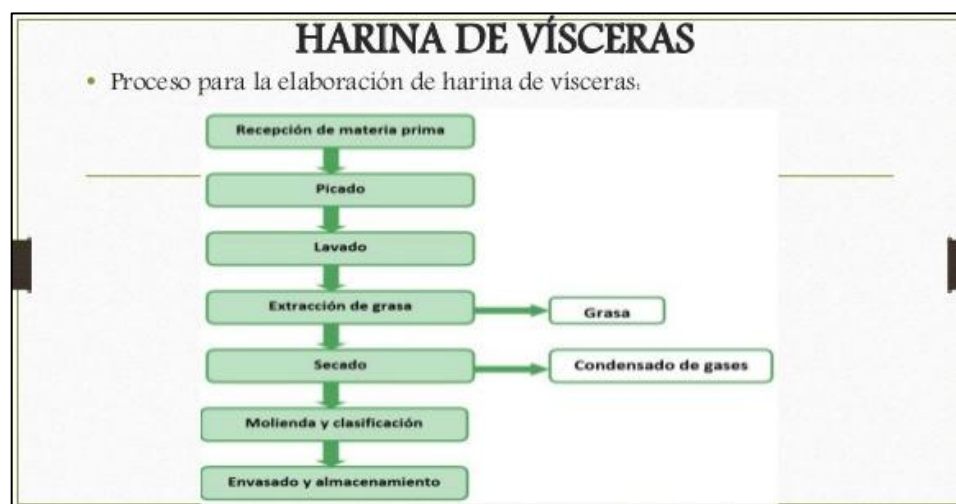 HARINA DE VÍSCERAS
• Proceso para la elaboración de harina de vísceras:
Recepción de materia prima
Picado
Lavado
Extracción de grasa
Grasa
Secado
Condensado de gases
Molienda y clasificación
Envasado y almacenamiento